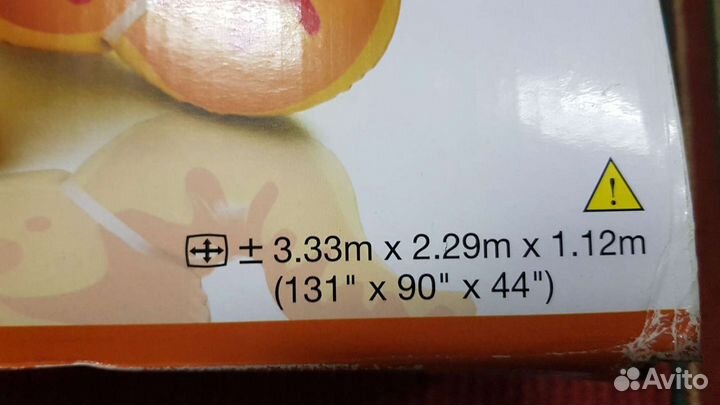 ± 3.33m x 2.29m x 1.12m
(131" x 90" x 44")
Avito